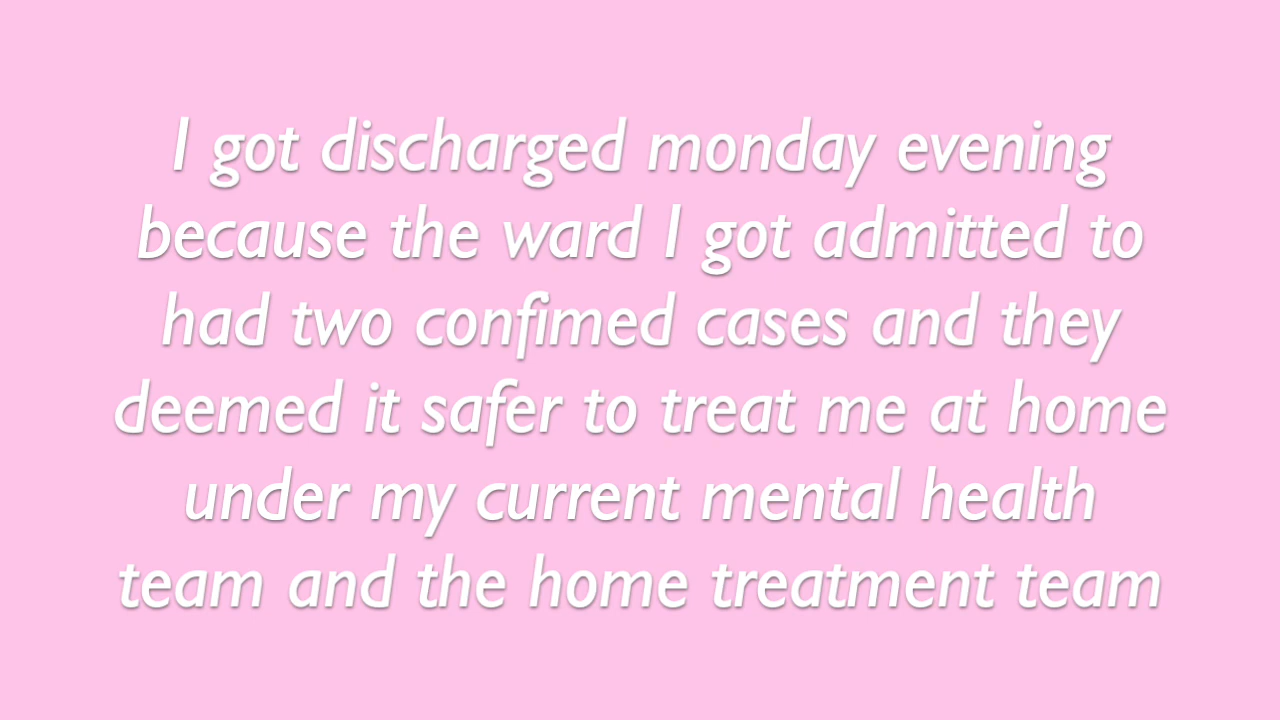 I got discharged monday evening
because the ward I got admitted to
had two confimed cases and they
deemed it safer to treat me at home
under my current mental health
team and the home treatment team